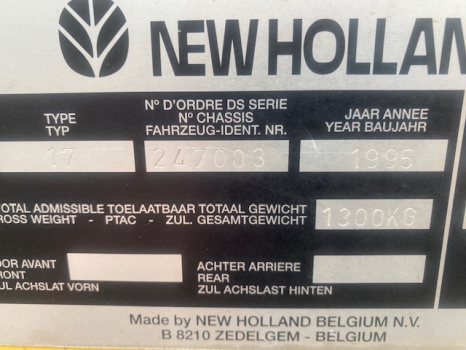 NEW HOLLAN
TYPE
TYP
N° D'ORDRE DS SERIE
N° CHASSIS
FAHRZEUG-IDENT. NR.
JAAR ANNEE
YEAR BAUJAHR
17
247003
1995
OTAL ADMISSIBLE TOELAATBAAR TOTAAL GEWICHT
ROSS WEIGHT - PTAC - ZUL. GESAMTGEWICHT
1300KG
OOR AVANT
RONT
UL ACHSLAT VORN
ACHTER ARRIERE
REAR
ZUL ACHSLAST HINTEN
Made by NEW HOLLAND BELGIUM N.V.
B 8210 ZEDELGEM - BELGIUM